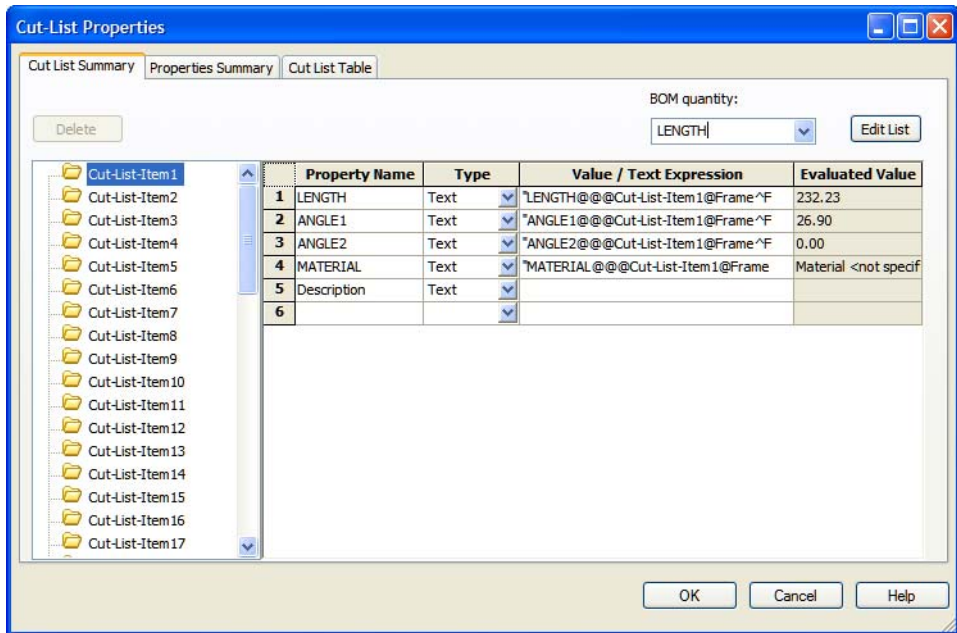 Cut-List Properties
Cut List Summary Properties Summary Cut List Table
BOM quantity:
Delete LENGTH Edit List
Property Name Type Value / Text Expression Evaluated Value
1 LENGTH Text "LENGTH@@@Cut-List-Item1@Frame^F 232.23
2 ANGLE1 Text "ANGLE1@@@Cut-List-Item1@Frame^F 26.90
3 ANGLE2 Text "ANGLE2@@@Cut-List-Item1@Frame^F 0.00
4 MATERIAL Text "MATERIAL@@@Cut-List-Item1@Frame Material <not specif
5 Description Text
6
Cut-List-Item1
Cut-List-Item2
Cut-List-Item3
Cut-List-Item4
Cut-List-Item5
Cut-List-Item6
Cut-List-Item7
Cut-List-Item8
Cut-List-Item9
Cut-List-Item10
Cut-List-Item11
Cut-List-Item12
Cut-List-Item13
Cut-List-Item14
Cut-List-Item15
Cut-List-Item16
Cut-List-Item17
OK Cancel Help